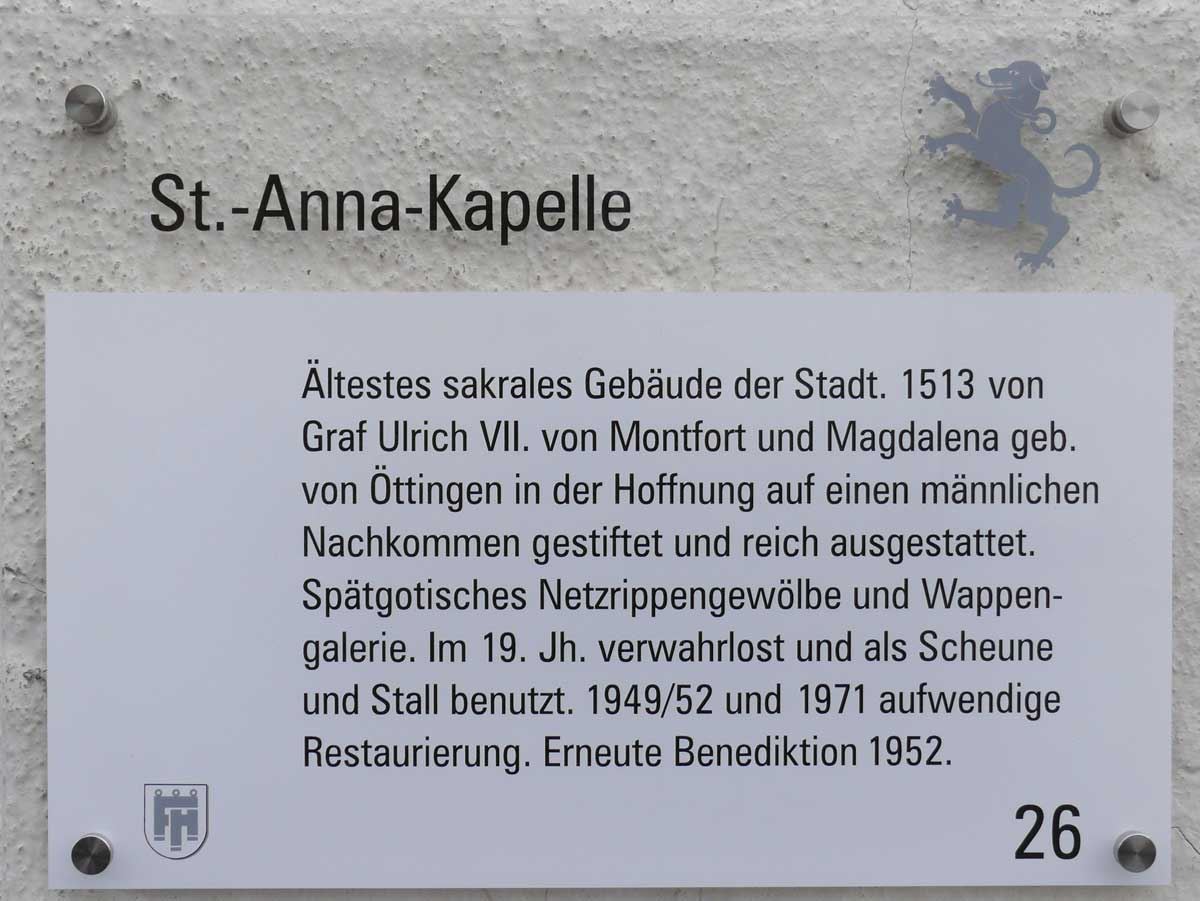 St.-Anna-Kapelle
Ältestes sakrales Gebäude der Stadt. 1513 von
Graf Ulrich VII. von Montfort und Magdalena geb.
von Öttingen in der Hoffnung auf einen männlichen
Nachkommen gestiftet und reich ausgestattet.
Spätgotisches Netzrippengewölbe und Wappen-
galerie. Im 19. Jh. verwahrlost und als Scheune
und Stall benutzt. 1949/52 und 1971 aufwendige
Restaurierung. Erneute Benediktion 1952.
26